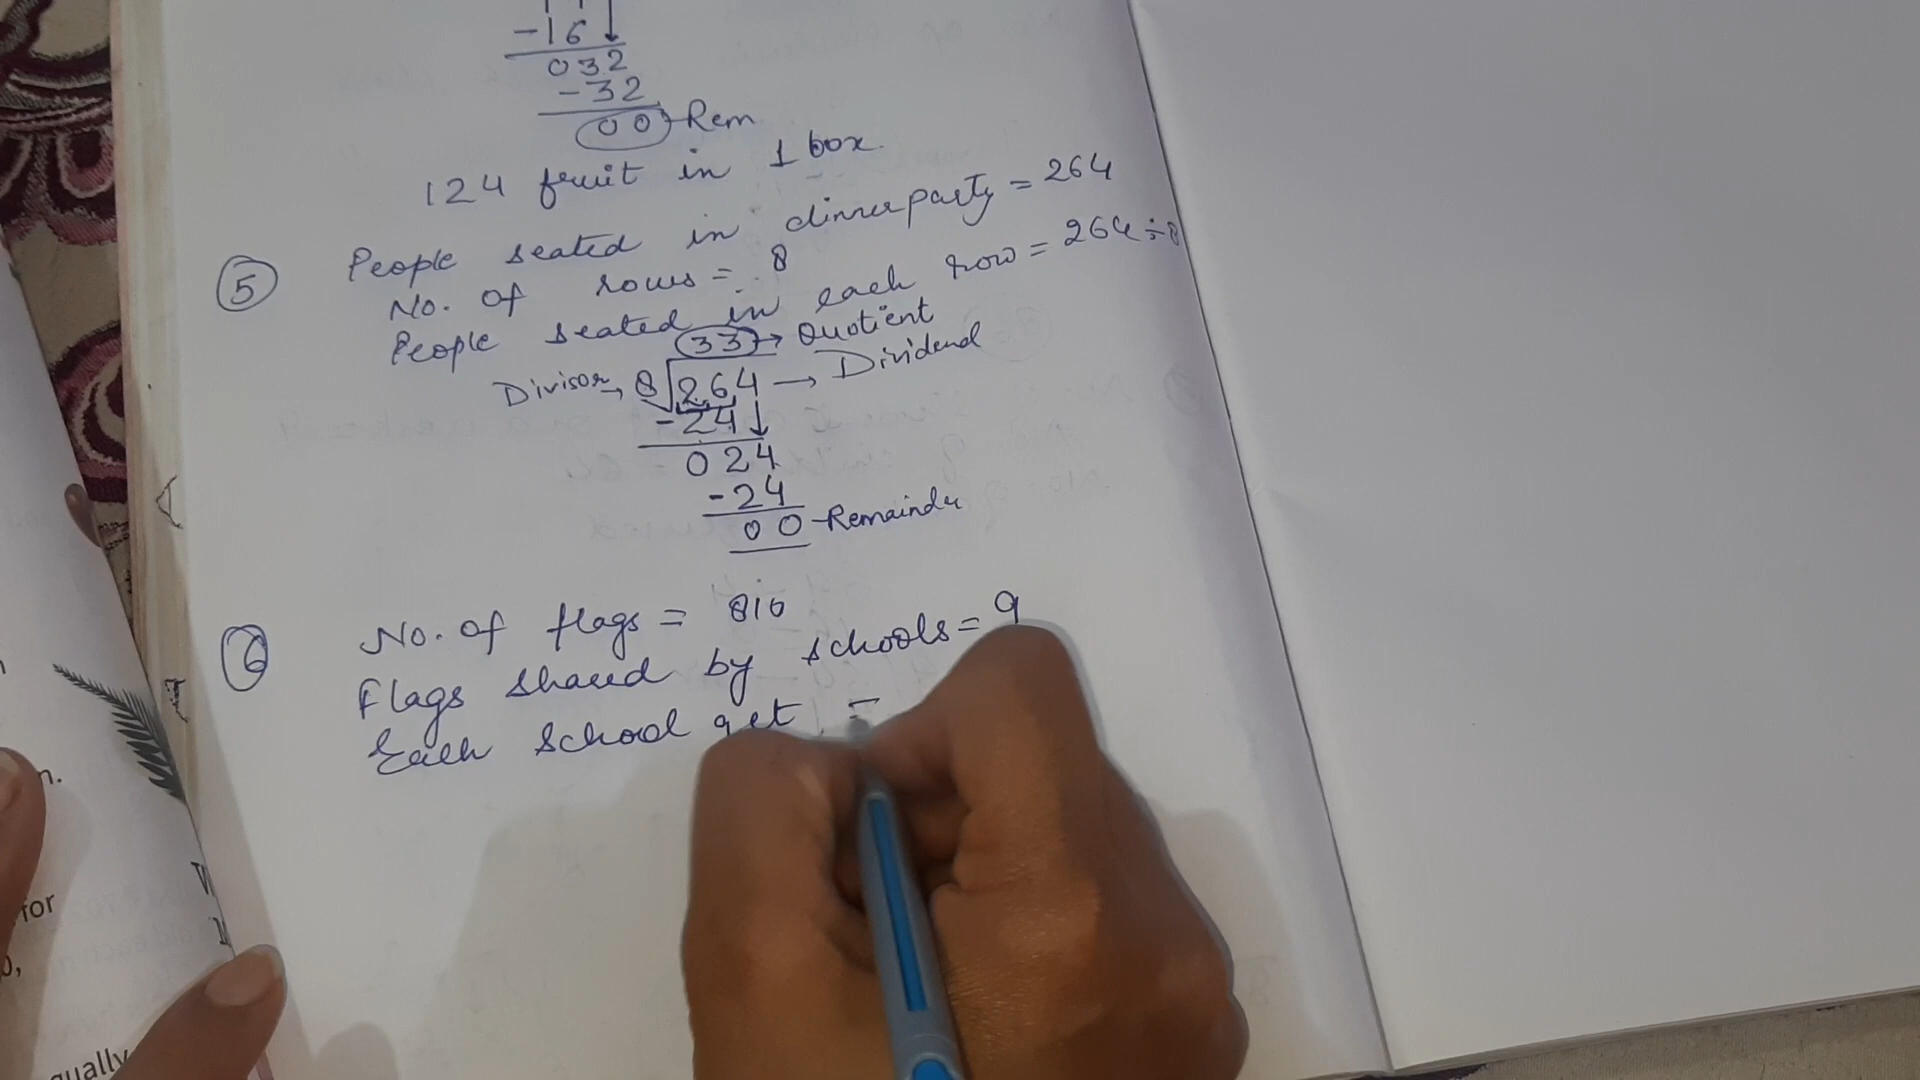 -16
032
-32
00 Rem
124 fruit in 1 box.
5 People seated in dinner party = 264
No. of rows = 8
People seated in each row = 264÷8
33 → Quotient
Divisor → 8 264 → Dividend
-24
024
-24
00 - Remainder
6 No. of flags = 810
Flags shared by schools = 9
Each school get =
n.
for
qually